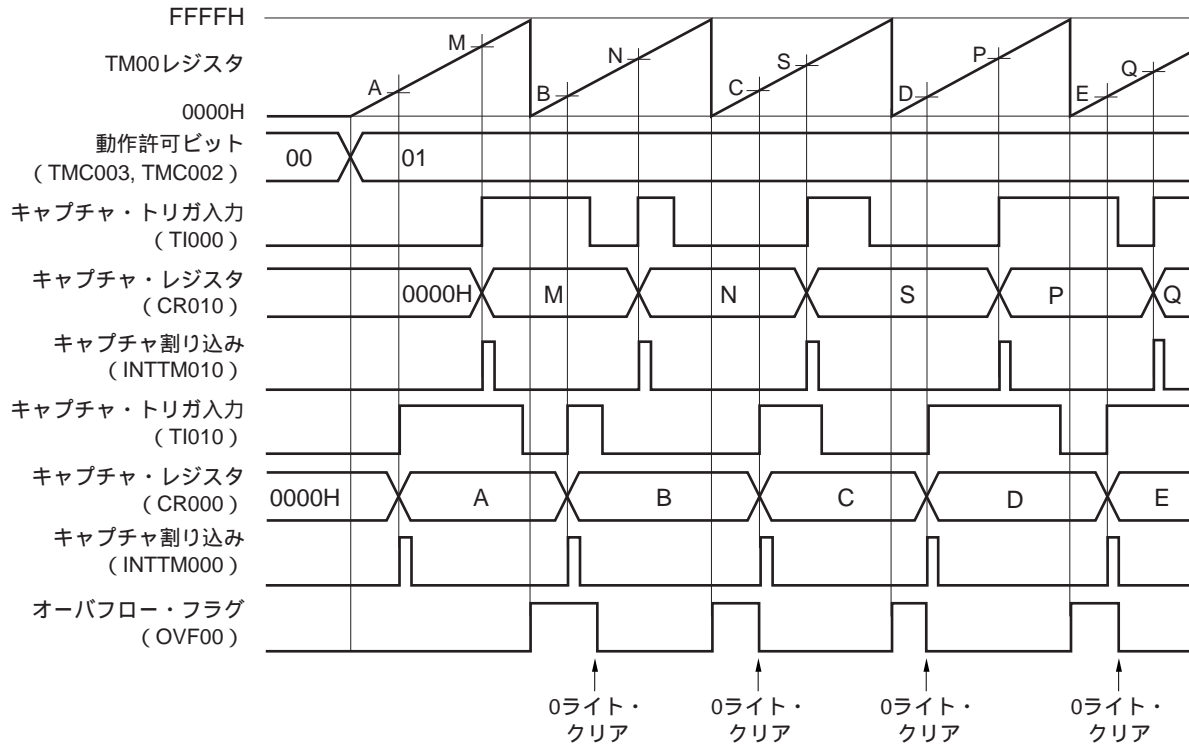 FFFFH
TM00レジスタ
0000H
A
M
B
N
C
S
D
P
E
Q
動作許可ビット
（TMC003, TMC002）
00
01
キャプチャ・トリガ入力
（TI000）
キャプチャ・レジスタ
（CR010）
0000H
M
N
S
P
Q
キャプチャ割り込み
（INTTM010）
キャプチャ・トリガ入力
（TI010）
キャプチャ・レジスタ
（CR000）
0000H
A
B
C
D
E
キャプチャ割り込み
（INTTM000）
オーバフロー・フラグ
（OVF00）
0ライト・
クリア
0ライト・
クリア
0ライト・
クリア
0ライト・
クリア